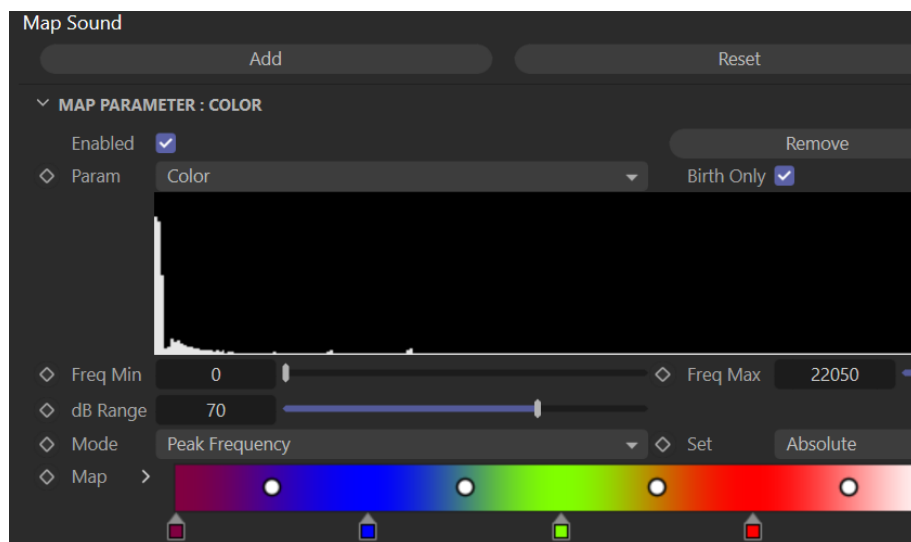 Map Sound
Add Reset
MAP PARAMETER : COLOR
Enabled Remove
Param Color Birth Only
Freq Min 0 Freq Max 22050
dB Range 70
Mode Peak Frequency Set Absolute
Map